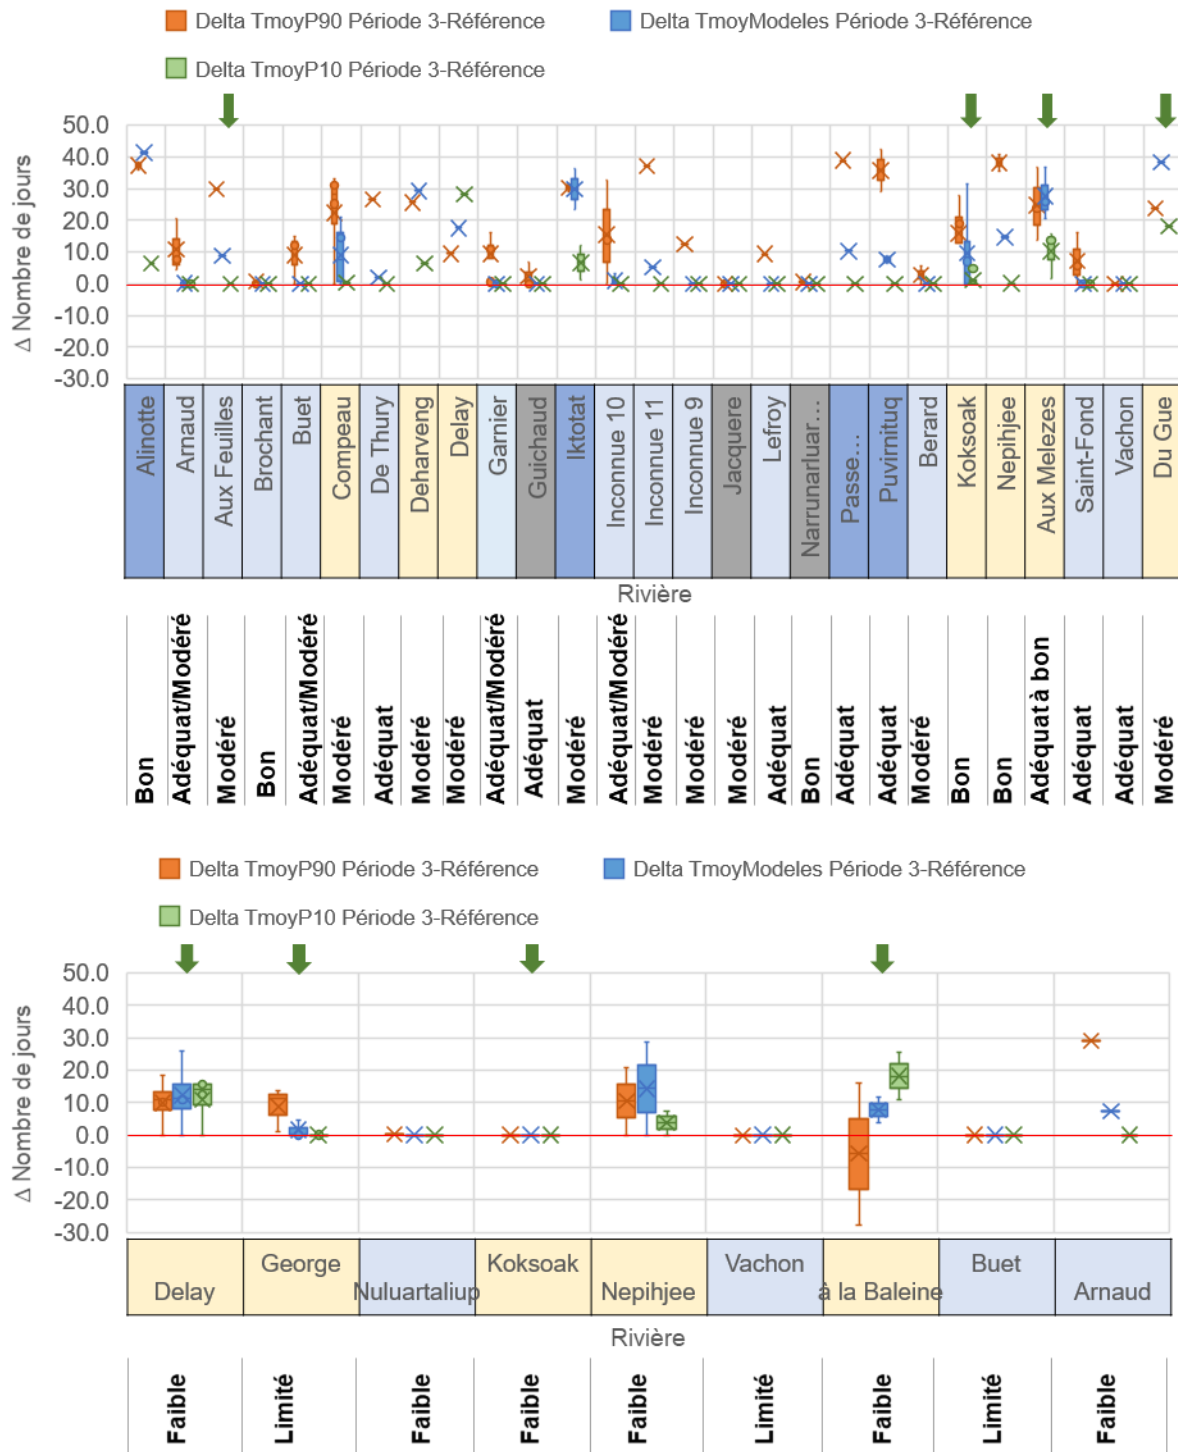 Delta TmoyP90 Période 3-Référence
Delta TmoyModeles Période 3-Référence
Delta TmoyP10 Période 3-Référence
Δ Nombre de jours
50.0
40.0
30.0
20.0
10.0
0.0
-10.0
-20.0
-30.0
Alinotte
Arnaud
Aux Feuilles
Brochant
Buet
Compeau
De Thury
Deharveng
Delay
Garnier
Guichaud
Iktotat
Inconnue 10
Inconnue 11
Inconnue 9
Jacquere
Lefroy
Narrunarluar…
Passe…
Puvirnituq
Berard
Koksoak
Nepihjee
Aux Melezes
Saint-Fond
Vachon
Du Gue
Rivière
Bon
Adéquat/Modéré
Modéré
Bon
Adéquat/Modéré
Modéré
Adéquat
Modéré
Modéré
Adéquat/Modéré
Adéquat
Modéré
Adéquat/Modéré
Modéré
Modéré
Adéquat
Adéquat
Bon
Adéquat
Adéquat
Modéré
Bon
Bon
Adéquat à bon
Adéquat
Adéquat
Modéré
Delta TmoyP90 Période 3-Référence
Delta TmoyModeles Période 3-Référence
Delta TmoyP10 Période 3-Référence
Δ Nombre de jours
50.0
40.0
30.0
20.0
10.0
0.0
-10.0
-20.0
-30.0
Delay
George
Nuluartaliup
Koksoak
Nepihjee
Vachon
à la Baleine
Buet
Arnaud
Rivière
Faible
Limité
Faible
Faible
Faible
Limité
Faible
Limité
Faible